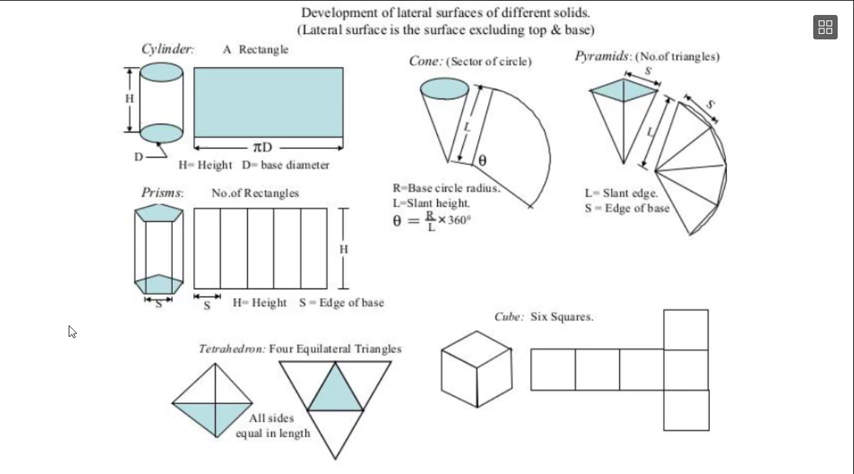 Development of lateral surfaces of different solids.
(Lateral surface is the surface excluding top & base)
Cylinder: A Rectangle
H
πD
D
H= Height D= base diameter
Cone: (Sector of circle)
L
θ
R=Base circle radius.
L=Slant height.
θ = R/L × 360°
Pyramids: (No.of triangles)
S
S
L
L= Slant edge.
S = Edge of base
Prisms: No.of Rectangles
H
S
S
H= Height S = Edge of base
Tetrahedron: Four Equilateral Triangles
All sides
equal in length
Cube: Six Squares.